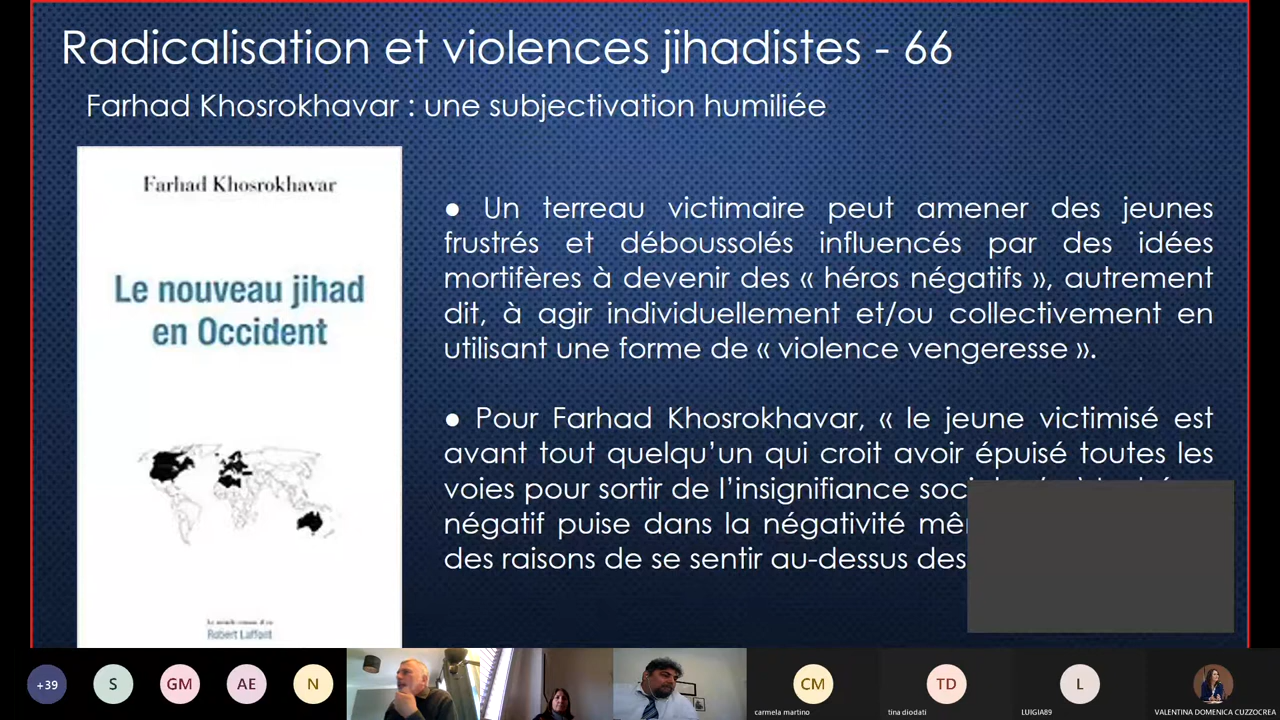 Radicalisation et violences jihadistes - 66
Farhad Khosrokhavar : une subjectivation humiliée
Farhad Khosrokhavar
Le nouveau jihad
en Occident
Robert Laffont
● Un terreau victimaire peut amener des jeunes
frustrés et déboussolés influencés par des idées
mortifères à devenir des « héros négatifs », autrement
dit, à agir individuellement et/ou collectivement en
utilisant une forme de « violence vengeresse ».
● Pour Farhad Khosrokhavar, « le jeune victimisé est
avant tout quelqu’un qui croit avoir épuisé toutes les
voies pour sortir de l’insignifiance
négatif puise dans la négativité
des raisons de se sentir au-dessus des
+39
S
GM
AE
N
CM
carmela martino
TD
tina diodati
L
LUIGIA89
VALENTINA DOMENICA CUZZOCREA